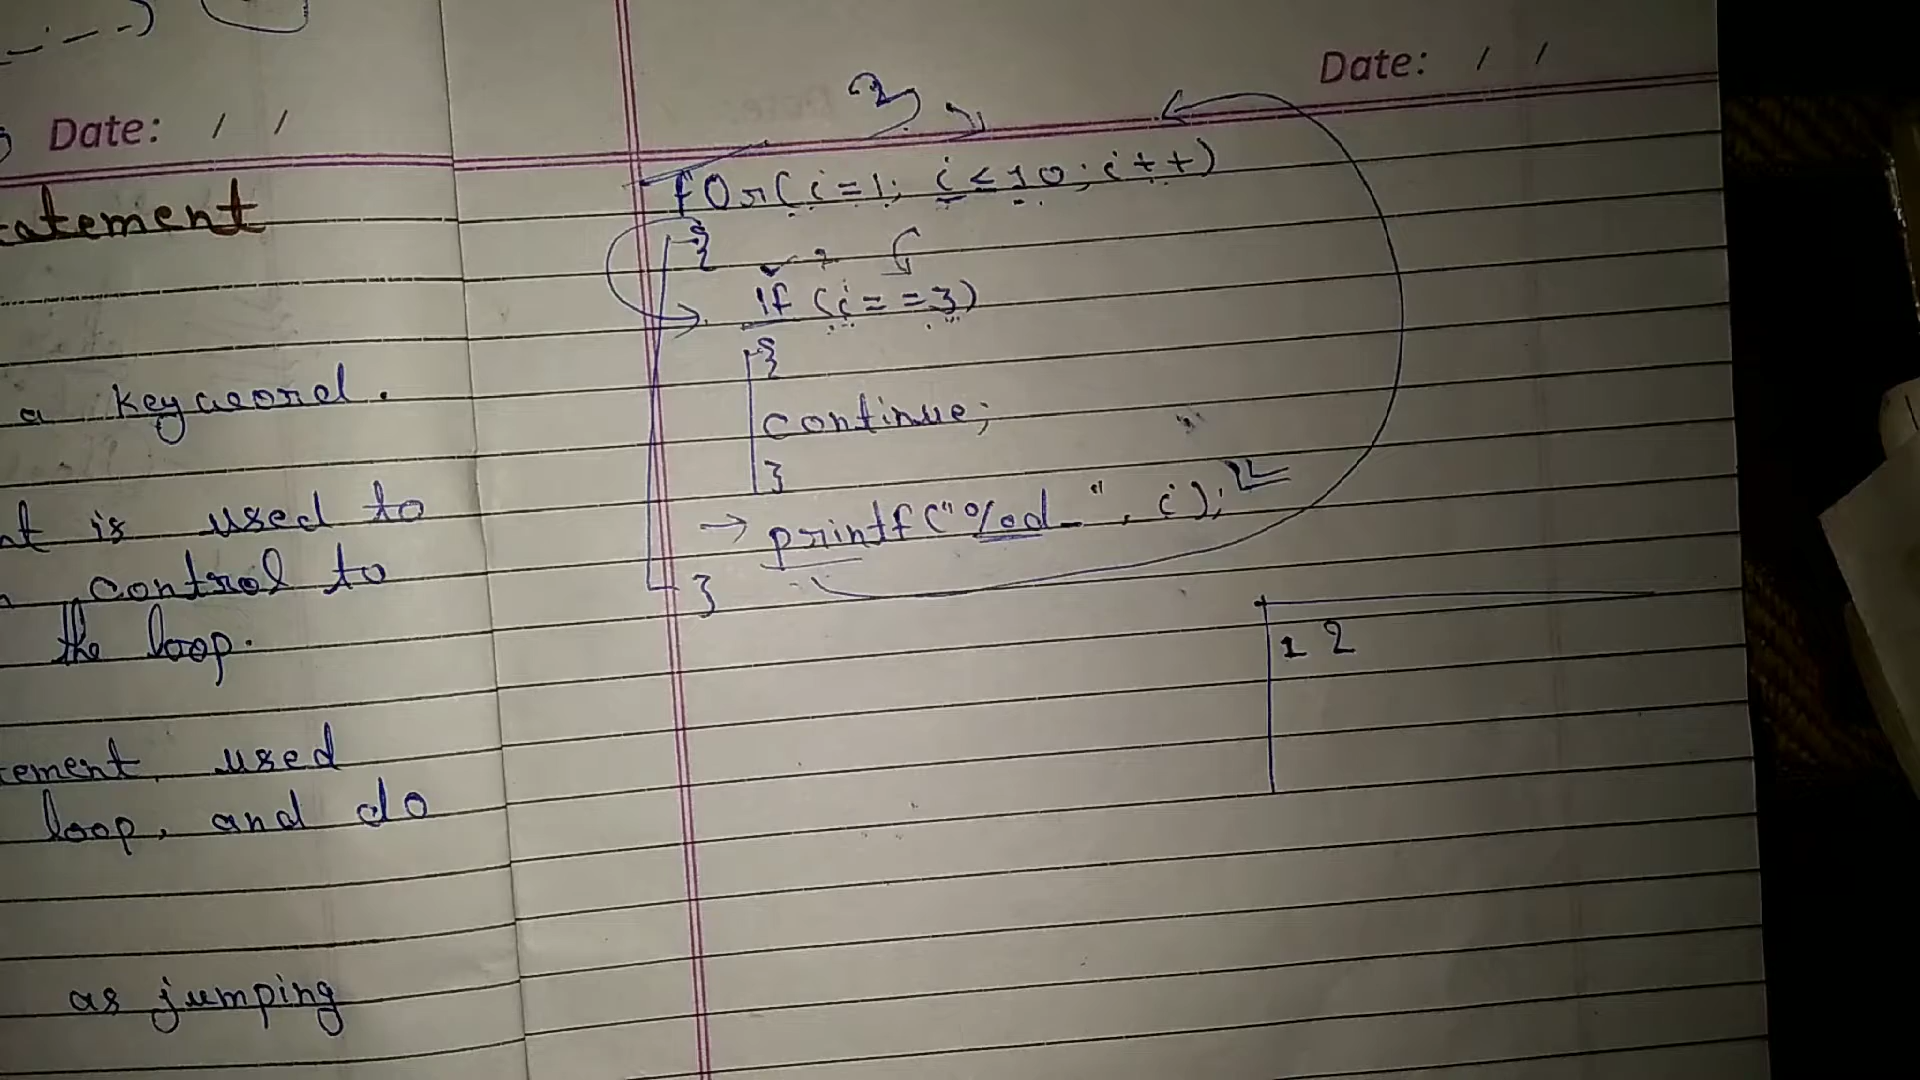 Date: / /
atement
a keyword.
is used to
control to
the loop.
used
loop, and do
as jumping
Date: / /
for(i=1; i≤10; i++)
{
if (i==3)
{
continue;
}
→ printf("%d_", i);
}
1 2